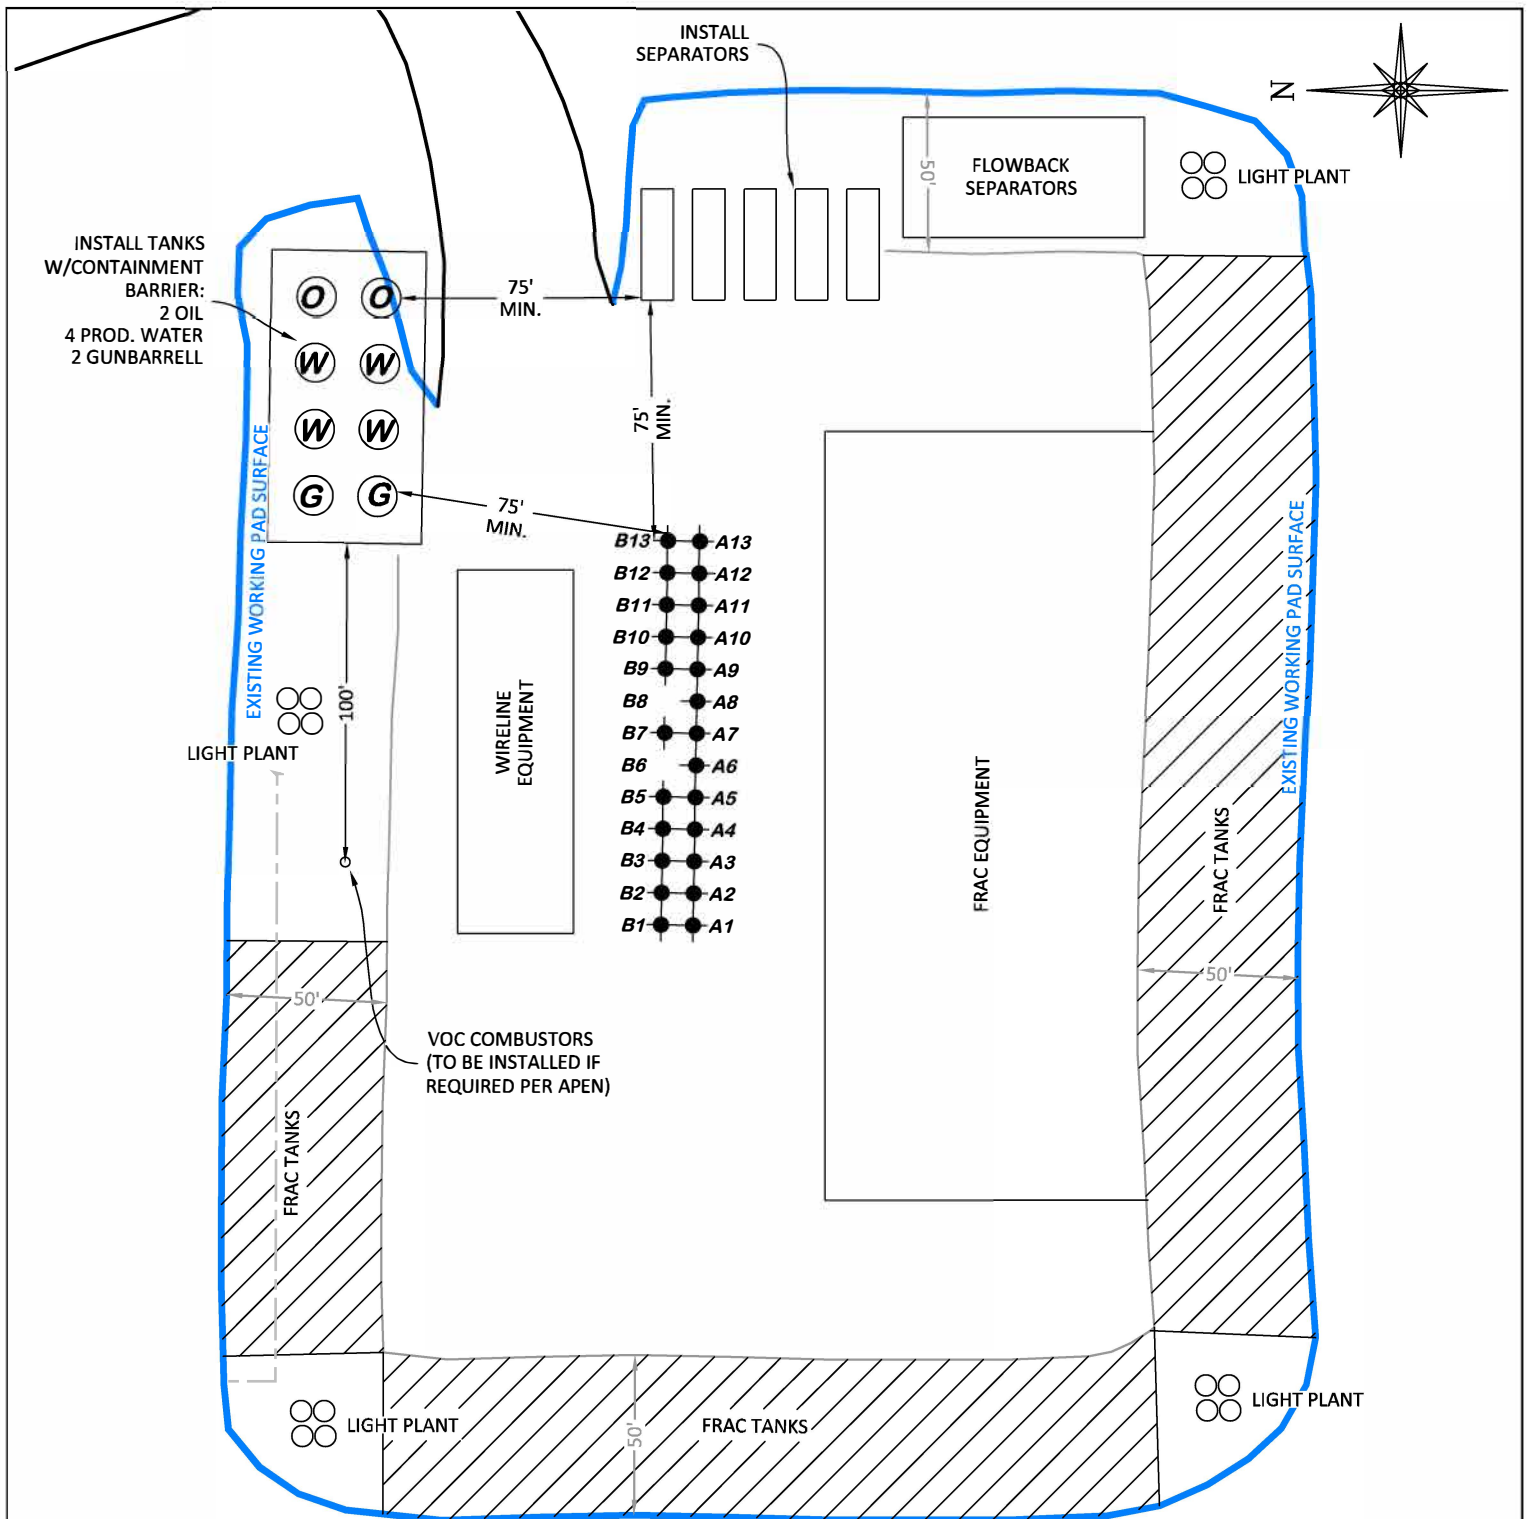 INSTALL
SEPARATORS
N
50'
FLOWBACK
SEPARATORS
LIGHT PLANT
INSTALL TANKS
W/CONTAINMENT
BARRIER:
2 OIL
4 PROD. WATER
2 GUNBARRELL
O O
W W
W W
G G
75'
MIN.
75'
MIN.
75'
MIN.
EXISTING WORKING PAD SURFACE
EXISTING WORKING PAD SURFACE
B13 A13
B12 A12
B11 A11
B10 A10
B9 A9
B8 A8
B7 A7
B6 A6
B5 A5
B4 A4
B3 A3
B2 A2
B1 A1
WIRELINE
EQUIPMENT
100'
LIGHT PLANT
FRAC EQUIPMENT
FRAC TANKS
50'
50'
VOC COMBUSTORS
(TO BE INSTALLED IF
REQUIRED PER APEN)
FRAC TANKS
LIGHT PLANT
50'
FRAC TANKS
LIGHT PLANT